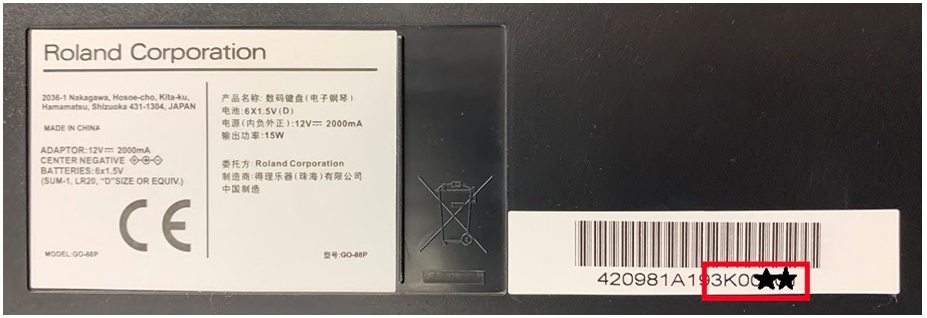 Roland Corporation
2036-1 Nakagawa, Hosoe-cho, Kita-ku,
Hamamatsu, Shizuoka 431-1304, JAPAN
MADE IN CHINA
ADAPTOR:12V⎓ 2000mA
CENTER NEGATIVE
BATTERIES:6x1.5V
(SUM-1, LR20, "D"SIZE OR EQUIV.)
CE
MODEL:GO-88P
产品名称: 数码键盘(电子钢琴)
电池:6X1.5V(D)
电源(内负外正):12V⎓ 2000mA
输出功率:15W
委托方: Roland Corporation
制造商: 得理乐器(珠海)有限公司
中国制造
型号:GO-88P
420981A193K00